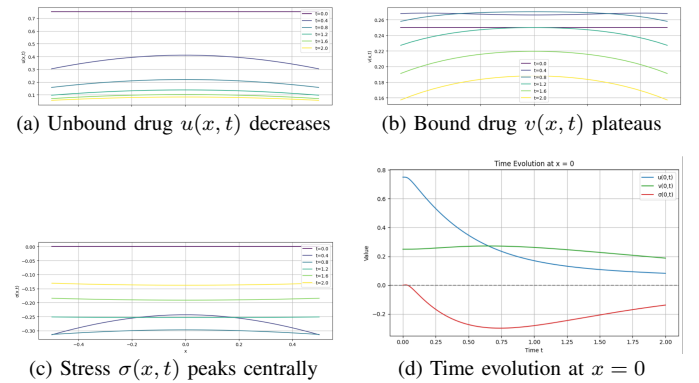 0.7
0.6
0.5
0.4
0.3
0.2
0.1
u(x,t)
t=0.0
t=0.4
t=0.8
t=1.2
t=1.6
t=2.0
(a) Unbound drug u(x, t) decreases
0.26
0.24
0.22
0.20
0.18
0.16
v(x,t)
t=0.0
t=0.4
t=0.8
t=1.2
t=1.6
t=2.0
(b) Bound drug v(x, t) plateaus
0.00
−0.05
−0.10
−0.15
−0.20
−0.25
−0.30
σ(x,t)
t=0.0
t=0.4
t=0.8
t=1.2
t=1.6
t=2.0
−0.4 −0.2 0.0 0.2 0.4
x
(c) Stress σ(x, t) peaks centrally
Time Evolution at x = 0
0.8
0.6
0.4
0.2
0.0
−0.2
Value
u(0,t)
v(0,t)
σ(0,t)
0.00 0.25 0.50 0.75 1.00 1.25 1.50 1.75 2.00
Time t
(d) Time evolution at x = 0